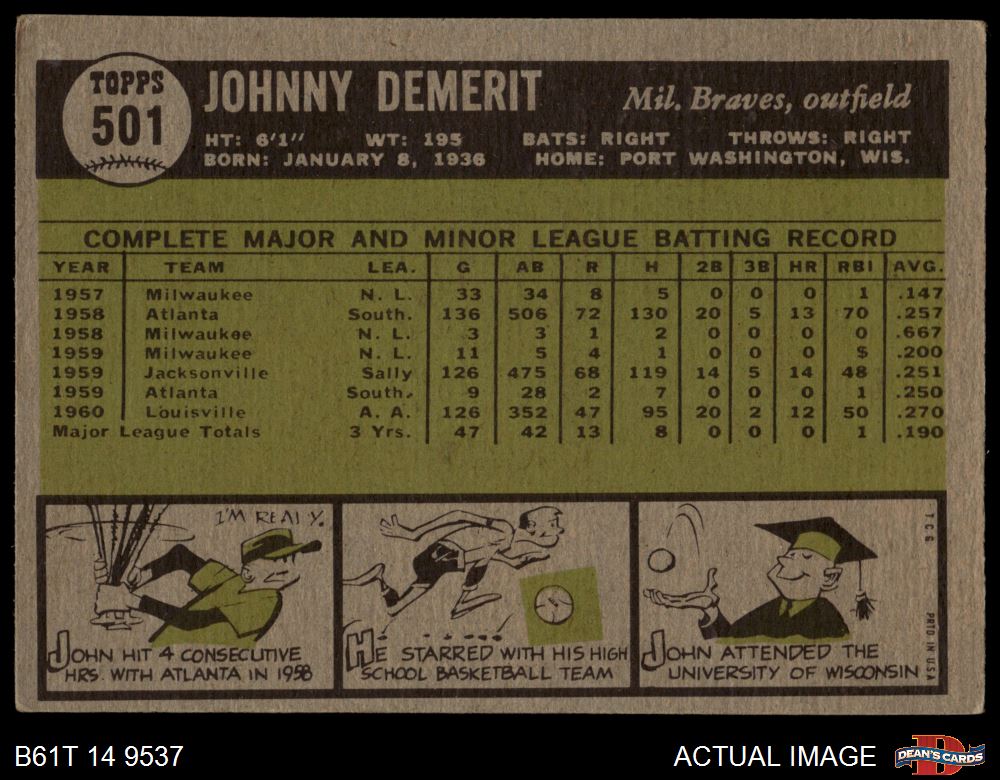 TOPPS
501
JOHNNY DEMERIT
Mil. Braves, outfield
HT: 6'1" WT: 195 BATS: RIGHT THROWS: RIGHT
BORN: JANUARY 8, 1936 HOME: PORT WASHINGTON, WIS.
COMPLETE MAJOR AND MINOR LEAGUE BATTING RECORD
YEAR TEAM LEA. G AB R H 2B 3B HR RBI AVG.
1957 Milwaukee N. L. 33 34 8 5 0 0 0 1 .147
1958 Atlanta South. 136 506 72 130 20 5 13 70 .257
1958 Milwaukee N. L. 3 3 1 2 0 0 0 0 .667
1959 Milwaukee N. L. 11 5 4 1 0 0 0 $ .200
1959 Jacksonville Sally 126 475 68 119 14 5 14 48 .251
1959 Atlanta South. 9 28 2 7 0 0 0 1 .250
1960 Louisville A. A. 126 352 47 95 20 2 12 50 .270
Major League Totals 3 Yrs. 47 42 13 8 0 0 0 1 .190
I'M READY.
JOHN HIT 4 CONSECUTIVE
HRS. WITH ATLANTA IN 1958
HE STARRED WITH HIS HIGH
SCHOOL BASKETBALL TEAM
JOHN ATTENDED THE
UNIVERSITY OF WISCONSIN
T.C.G.
PRTD IN U.S.A.
B61T 14 9537
ACTUAL IMAGE
DEAN'S CARDS